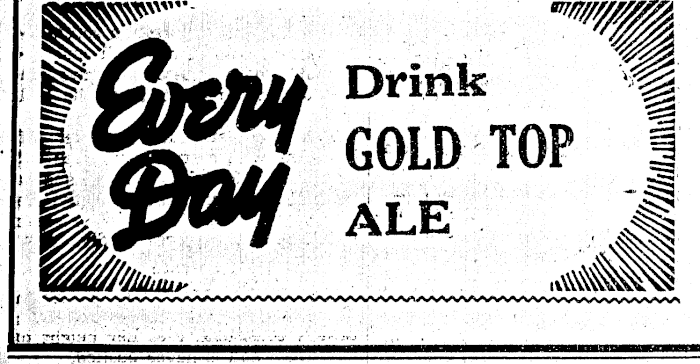 Every Day
Drink
GOLD TOP
ALE